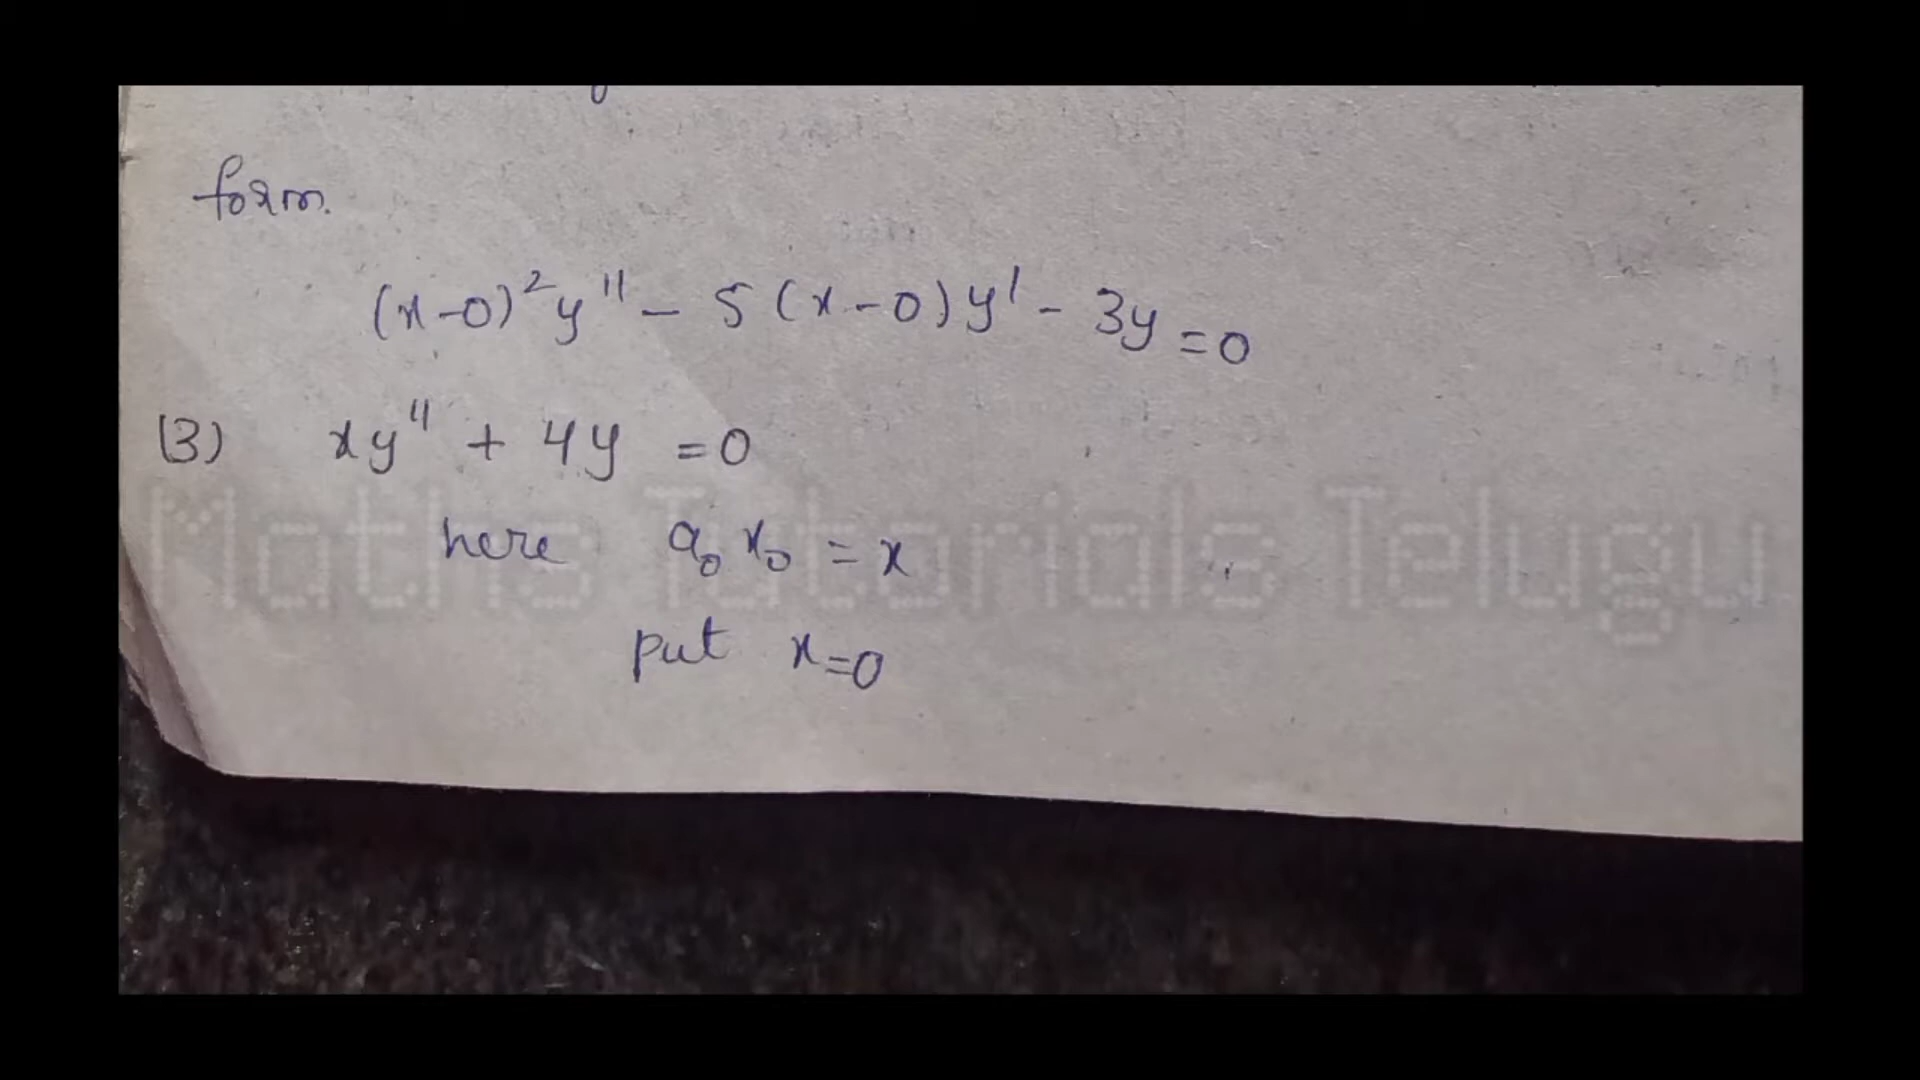 form.
(x-0)²y" - 5(x-0)y' - 3y = 0
(3) xy" + 4y = 0
Maths Tutorials Telugu
here a₀x₀ = x
put x=0